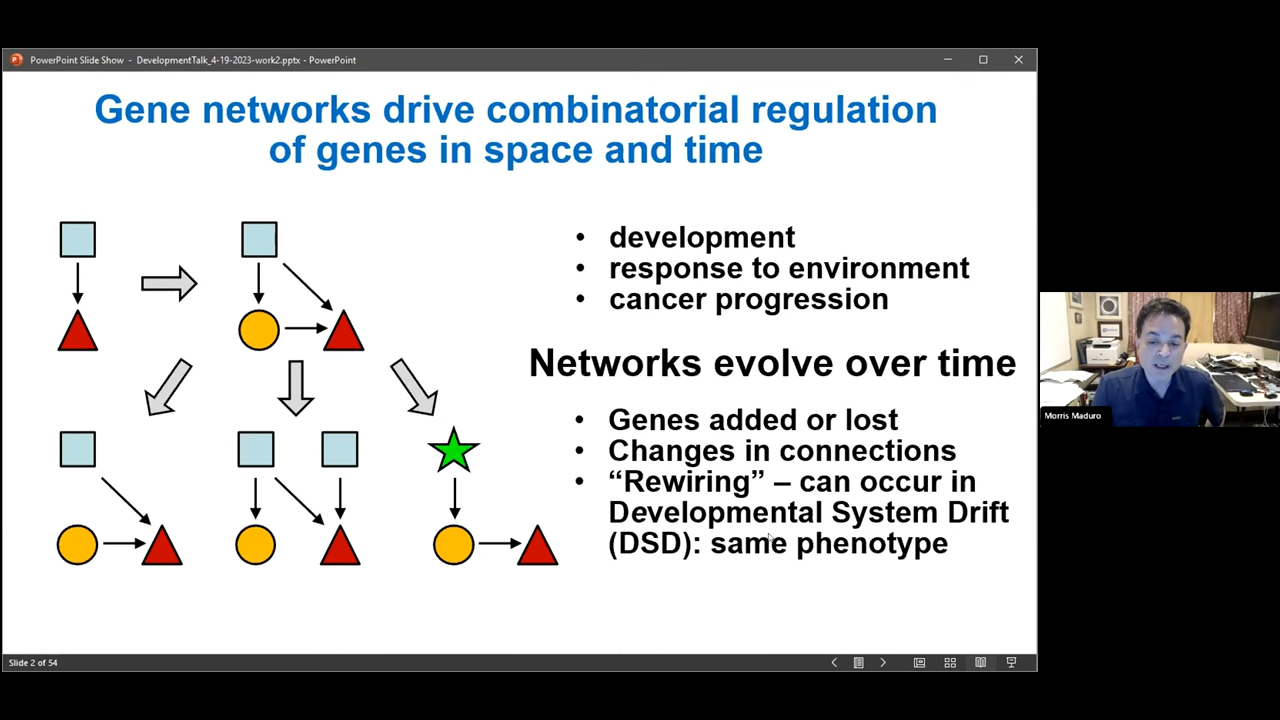 PowerPoint Slide Show - DevelopmentTalk_4-19-2023-work2.pptx - PowerPoint
Gene networks drive combinatorial regulation
of genes in space and time
• development
• response to environment
• cancer progression
Networks evolve over time
• Genes added or lost
• Changes in connections
• “Rewiring” – can occur in
Developmental System Drift
(DSD): same phenotype
Morris Maduro
Slide 2 of 54